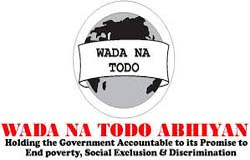 WADA NA
TODO
WADA NA TODO ABHIYAN
Holding the Government Accountable to its Promise to
End poverty, Social Exclusion & Discrimination